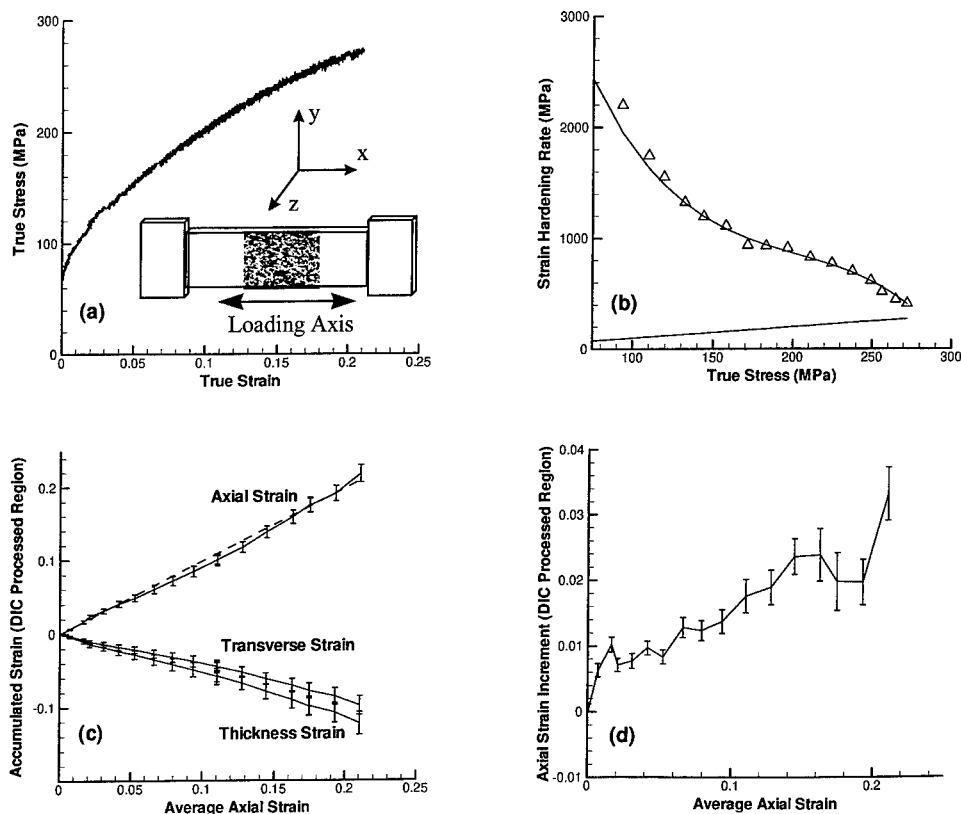 300
200
100
0
True Stress (MPa)
y
x
z
(a)
Loading Axis
0
0.05
0.1
0.15
0.2
0.25
True Strain
3000
2000
1000
0
Strain Hardening Rate (MPa)
(b)
100
150
200
250
300
True Stress (MPa)
0.2
0.1
0
-0.1
Accumulated Strain (DIC Processed Region)
Axial Strain
Transverse Strain
Thickness Strain
(c)
0
0.05
0.1
0.15
0.2
0.25
Average Axial Strain
0.04
0.03
0.02
0.01
0
-0.01
Axial Strain Increment (DIC Processed Region)
(d)
0
0.1
0.2
Average Axial Strain